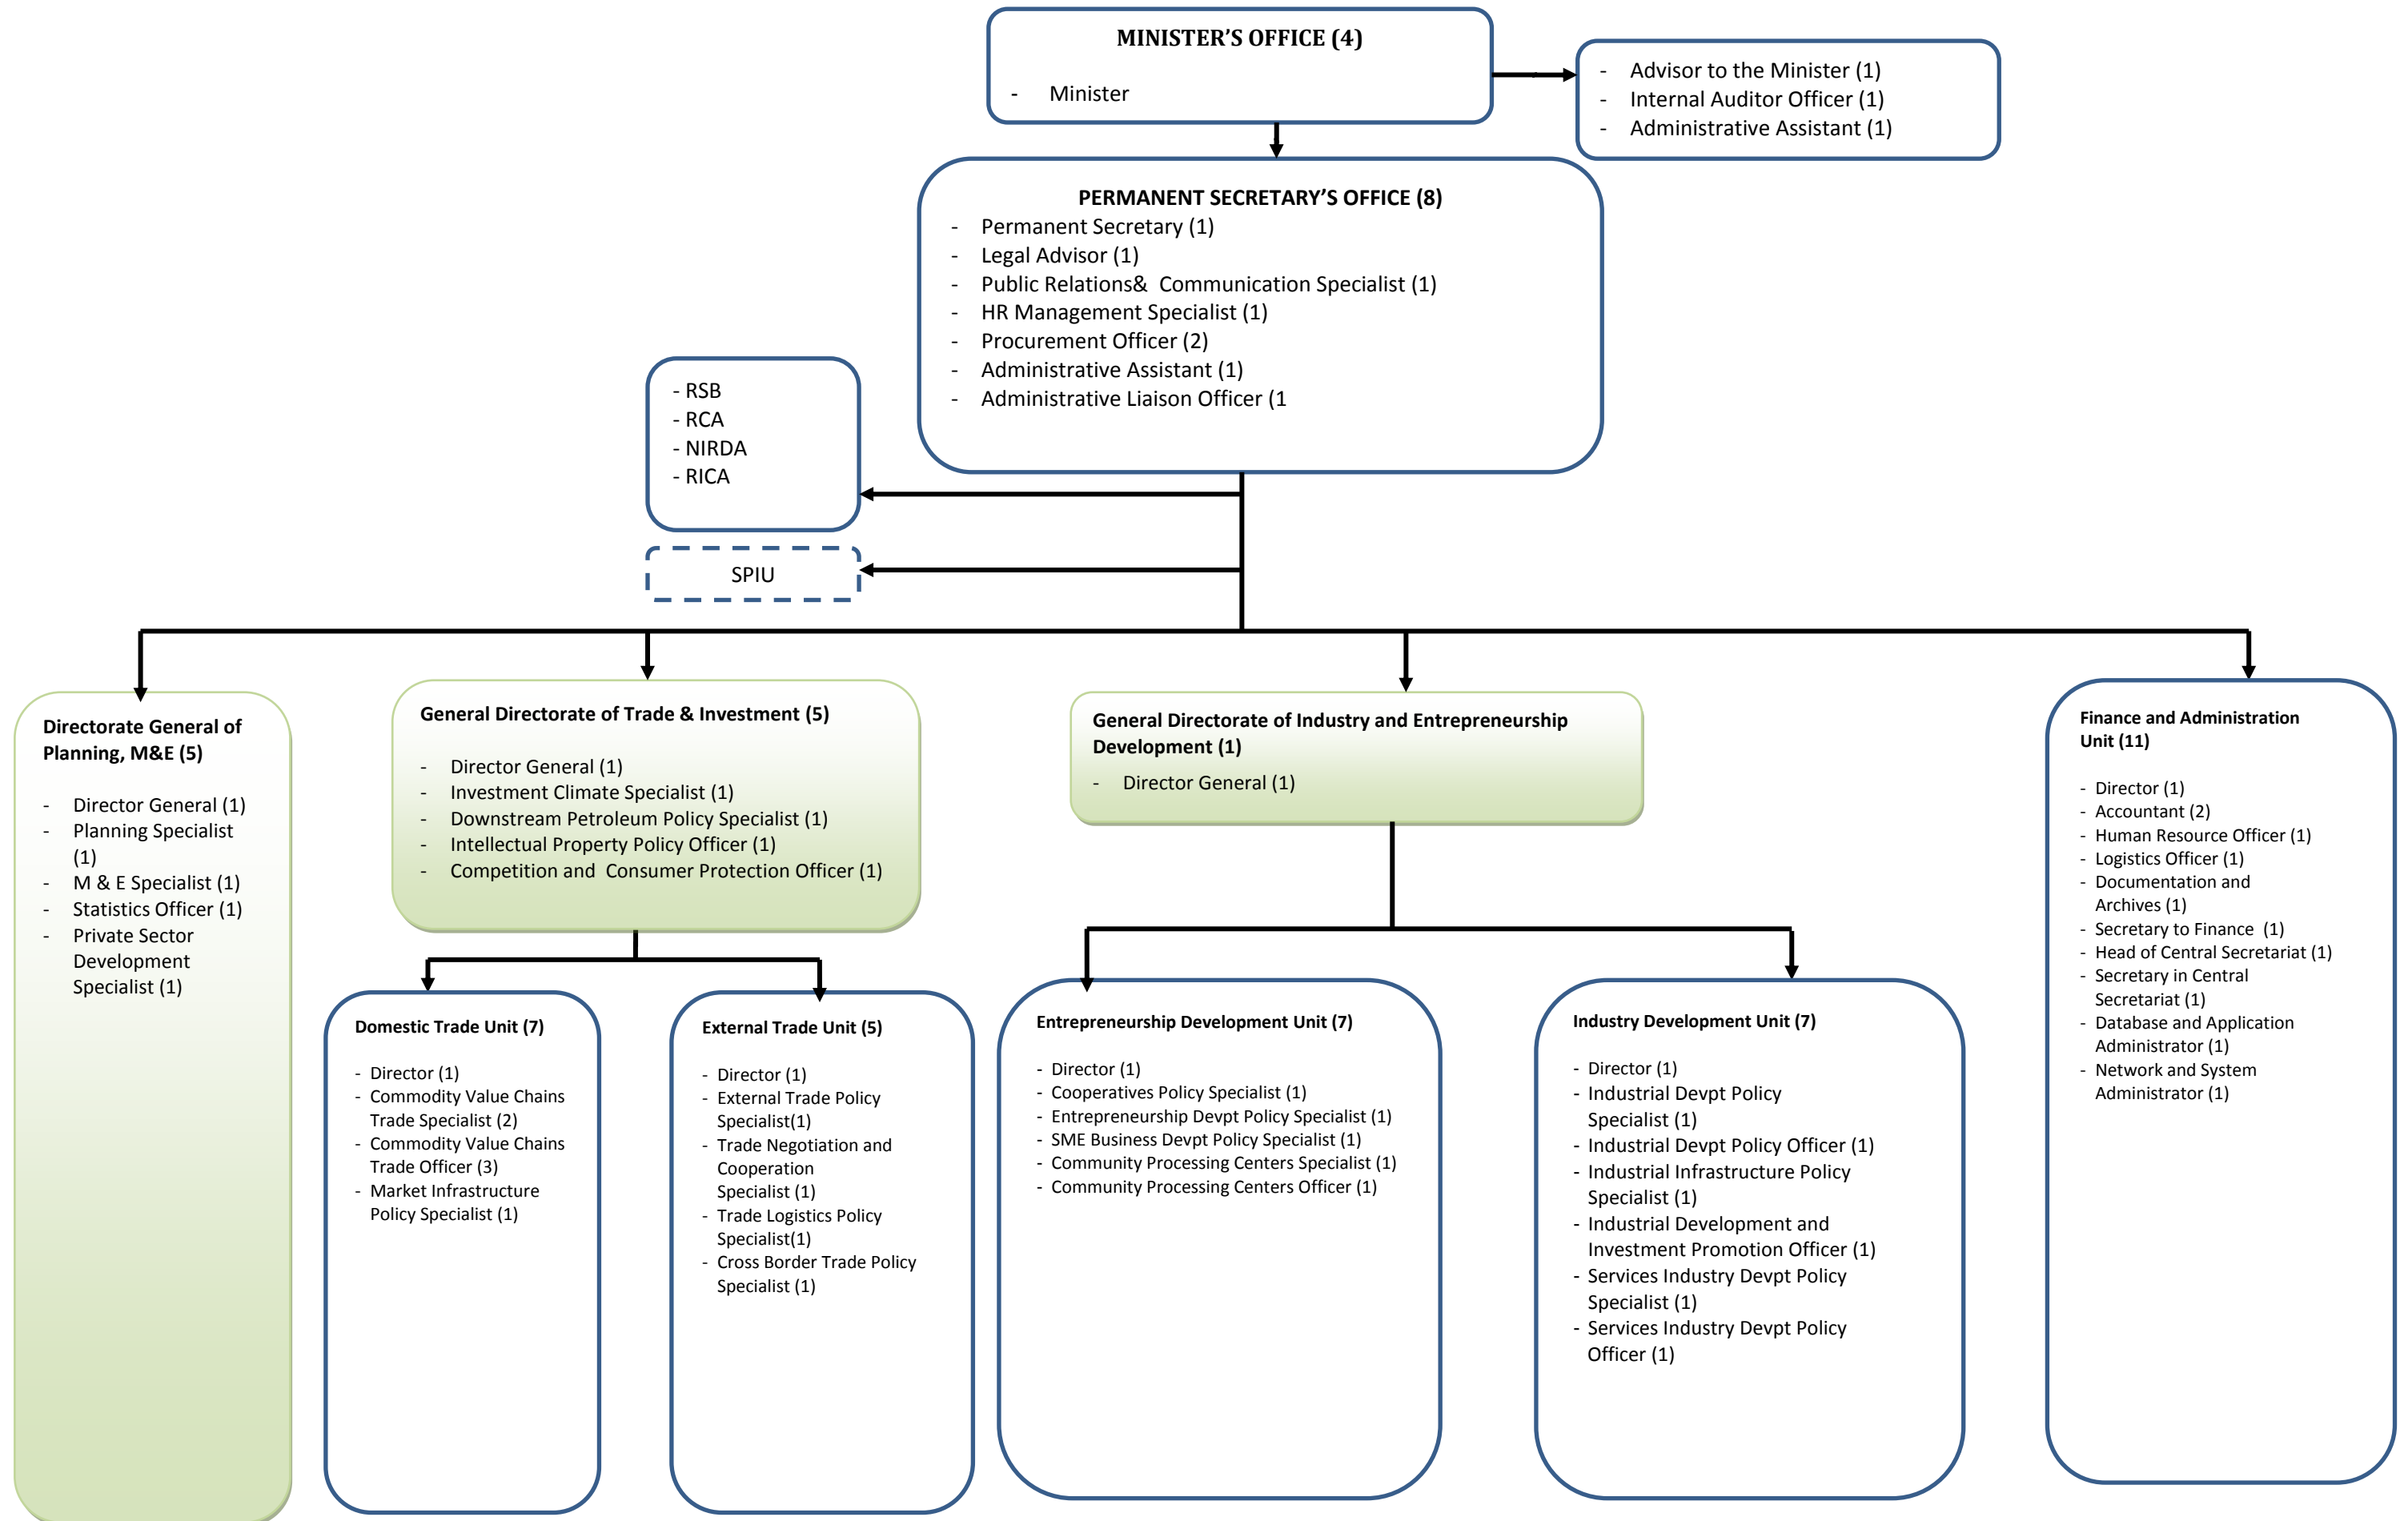 MINISTER’S OFFICE (4)
- Minister
- Advisor to the Minister (1)
- Internal Auditor Officer (1)
- Administrative Assistant (1)
PERMANENT SECRETARY’S OFFICE (8)
- Permanent Secretary (1)
- Legal Advisor (1)
- Public Relations& Communication Specialist (1)
- HR Management Specialist (1)
- Procurement Officer (2)
- Administrative Assistant (1)
- Administrative Liaison Officer (1
- RSB
- RCA
- NIRDA
- RICA
SPIU
Directorate General of
Planning, M&E (5)
- Director General (1)
- Planning Specialist
(1)
- M & E Specialist (1)
- Statistics Officer (1)
- Private Sector
Development
Specialist (1)
General Directorate of Trade & Investment (5)
- Director General (1)
- Investment Climate Specialist (1)
- Downstream Petroleum Policy Specialist (1)
- Intellectual Property Policy Officer (1)
- Competition and Consumer Protection Officer (1)
General Directorate of Industry and Entrepreneurship
Development (1)
- Director General (1)
Finance and Administration
Unit (11)
- Director (1)
- Accountant (2)
- Human Resource Officer (1)
- Logistics Officer (1)
- Documentation and
Archives (1)
- Secretary to Finance (1)
- Head of Central Secretariat (1)
- Secretary in Central
Secretariat (1)
- Database and Application
Administrator (1)
- Network and System
Administrator (1)
Domestic Trade Unit (7)
- Director (1)
- Commodity Value Chains
Trade Specialist (2)
- Commodity Value Chains
Trade Officer (3)
- Market Infrastructure
Policy Specialist (1)
External Trade Unit (5)
- Director (1)
- External Trade Policy
Specialist(1)
- Trade Negotiation and
Cooperation
Specialist (1)
- Trade Logistics Policy
Specialist(1)
- Cross Border Trade Policy
Specialist (1)
Entrepreneurship Development Unit (7)
- Director (1)
- Cooperatives Policy Specialist (1)
- Entrepreneurship Devpt Policy Specialist (1)
- SME Business Devpt Policy Specialist (1)
- Community Processing Centers Specialist (1)
- Community Processing Centers Officer (1)
Industry Development Unit (7)
- Director (1)
- Industrial Devpt Policy
Specialist (1)
- Industrial Devpt Policy Officer (1)
- Industrial Infrastructure Policy
Specialist (1)
- Industrial Development and
Investment Promotion Officer (1)
- Services Industry Devpt Policy
Specialist (1)
- Services Industry Devpt Policy
Officer (1)